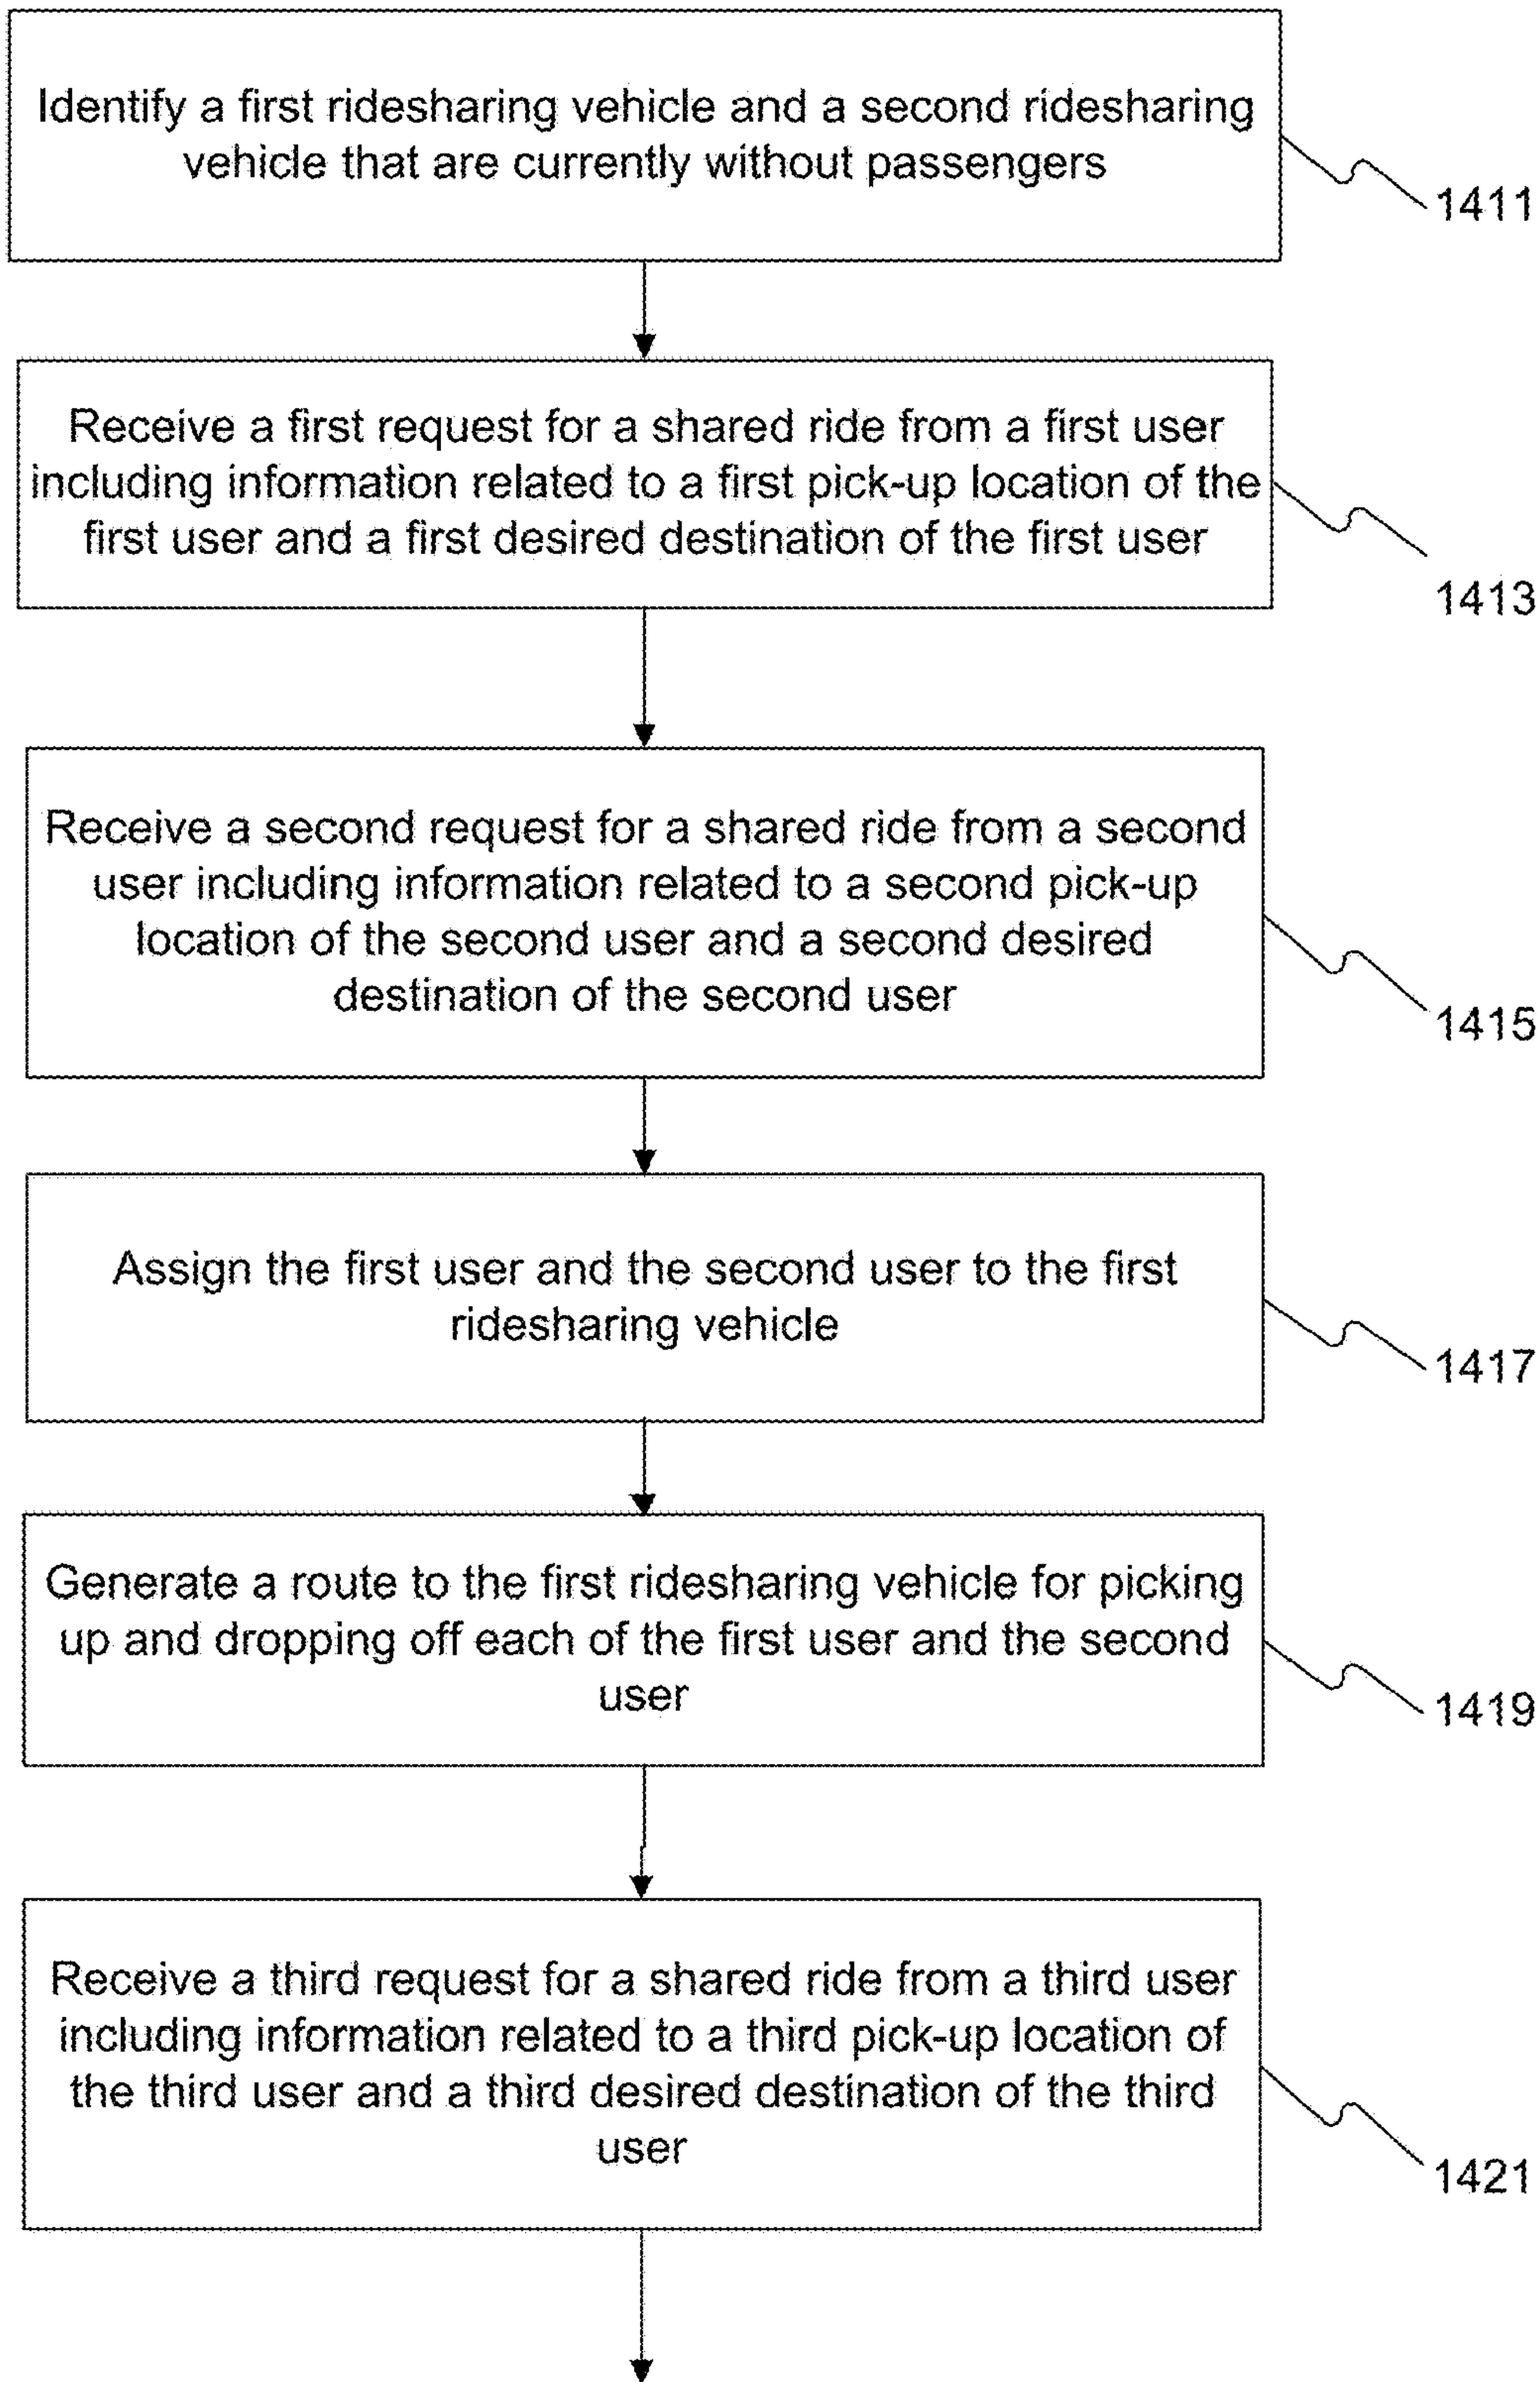 Identify a first ridesharing vehicle and a second ridesharing
vehicle that are currently without passengers
1411
Receive a first request for a shared ride from a first user
including information related to a first pick-up location of the
first user and a first desired destination of the first user
1413
Receive a second request for a shared ride from a second
user including information related to a second pick-up
location of the second user and a second desired
destination of the second user
1415
Assign the first user and the second user to the first
ridesharing vehicle
1417
Generate a route to the first ridesharing vehicle for picking
up and dropping off each of the first user and the second
user
1419
Receive a third request for a shared ride from a third user
including information related to a third pick-up location of
the third user and a third desired destination of the third
user
1421